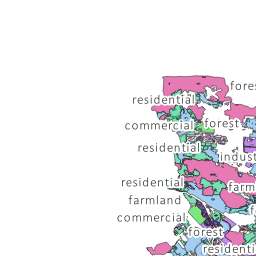 fores
residential
commercial
forest
residential
indust
residential
farm
farmland
f
commercial
forest
residenti